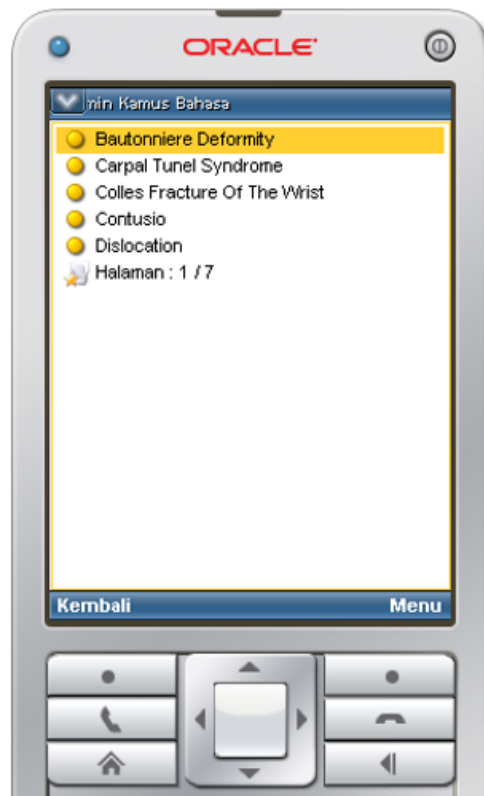 ORACLE
min Kamus Bahasa
Bautonniere Deformity
Carpal Tunel Syndrome
Colles Fracture Of The Wrist
Contusio
Dislocation
Halaman : 1 / 7
Kembali Menu